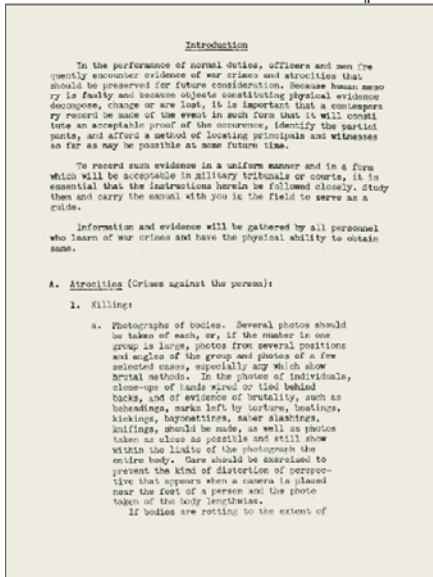 Introduction
In the performance of normal duties, officers and men fre
quently encounter evidence of war crimes and atrocities that
should be preserved for future consideration. Because human memo
ry is faulty and because objects constituting physical evidence
decompose, change or are lost, it is important that a contempora
ry record be made of the event in such form that it will consti
tute an acceptable proof of the occurence, identify the partici
pants, and afford a method of locating principals and witnesses
so far as may be possible at some future time.
To record such evidence in a uniform manner and in a form
which will be acceptable in military tribunals or courts, it is
essential that the instructions herein be followed closely. Study
them and carry the manual with you in the field to serve as a
guide.
Information and evidence will be gathered by all personnel
who learn of war crimes and have the physical ability to obtain
same.
A. Atrocities (Crimes against the person):
1. Killing:
a. Photographs of bodies. Several photos should
be taken of each, or, if the number in one
group is large, photos from several positions
and angles of the group and photos of a few
selected cases, especially any which show
brutal methods. In the photos of individuals,
close-ups of hands wired or tied behind
backs, and of evidence of brutality, such as
beheadings, marks left by torture, beatings,
kickings, bayonettings, saber slashings,
knifings, should be made, as well as photos
taken as close as possible and still show
within the limits of the photograph the
entire body. Care should be exercised to
prevent the kind of distortion of perspec-
tive that appears when a camera is placed
near the feet of a person and the photo
taken of the body lengthwise.
If bodies are rotting to the extent of